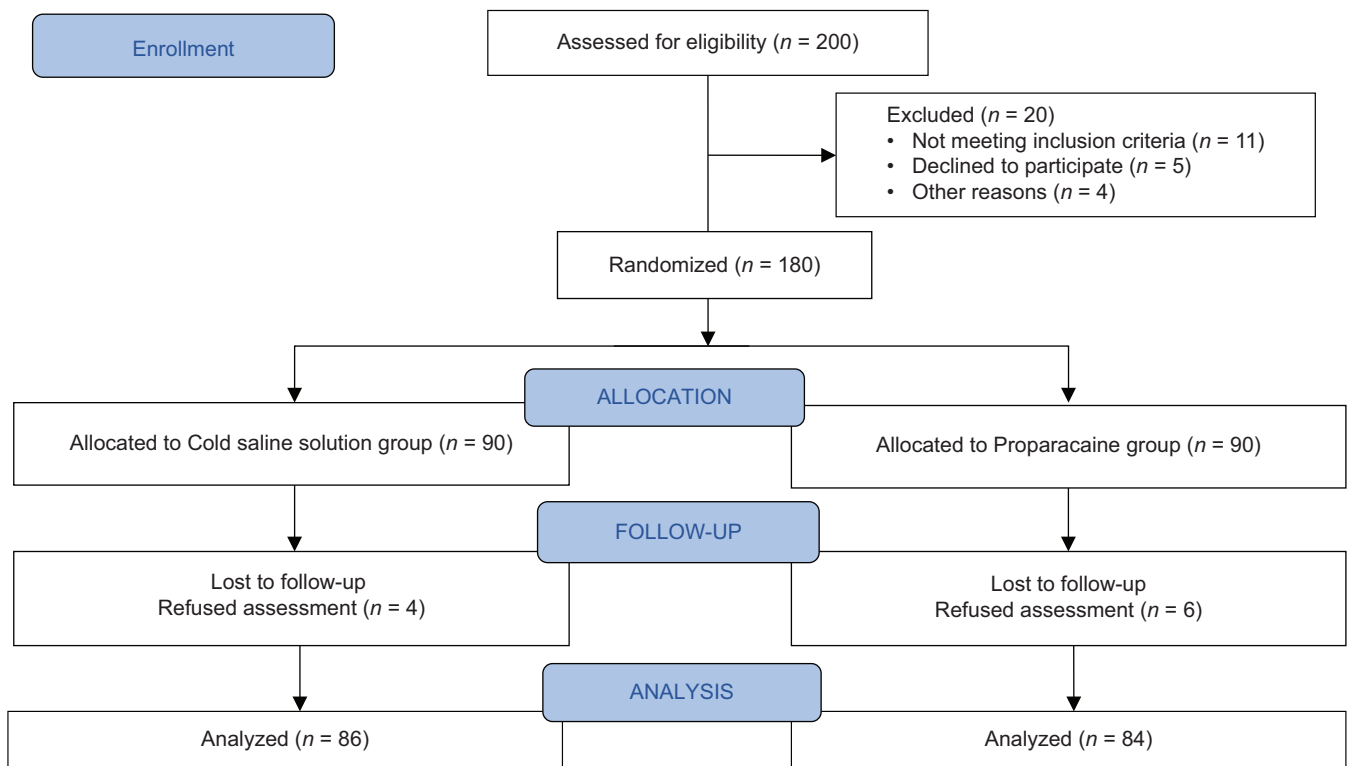 Enrollment
Assessed for eligibility (n = 200)
Excluded (n = 20)
• Not meeting inclusion criteria (n = 11)
• Declined to participate (n = 5)
• Other reasons (n = 4)
Randomized (n = 180)
ALLOCATION
Allocated to Cold saline solution group (n = 90)
Allocated to Proparacaine group (n = 90)
FOLLOW-UP
Lost to follow-up
Refused assessment (n = 4)
Lost to follow-up
Refused assessment (n = 6)
ANALYSIS
Analyzed (n = 86)
Analyzed (n = 84)